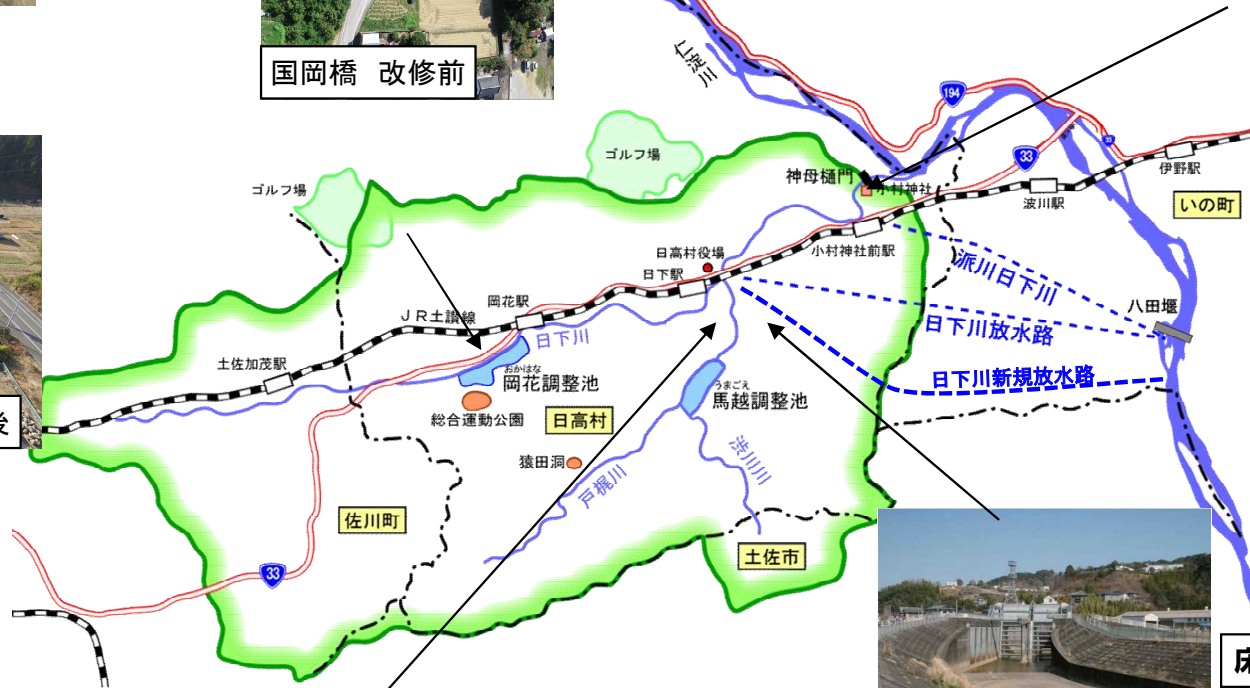 国岡橋 改修前
仁淀川
194
33
33
ゴルフ場
ゴルフ場
神母樋門
小村神社
伊野駅
波川駅
いの町
日高村役場
日下駅
小村神社前駅
派川日下川
八田堰
日下川放水路
日下川新規放水路
岡花駅
JR土讃線
日下川
土佐加茂駅
おかはな
岡花調整池
うまごえ
馬越調整池
総合運動公園
日高村
猿田洞
戸梶川
渋川川
後
佐川町
土佐市
33
床